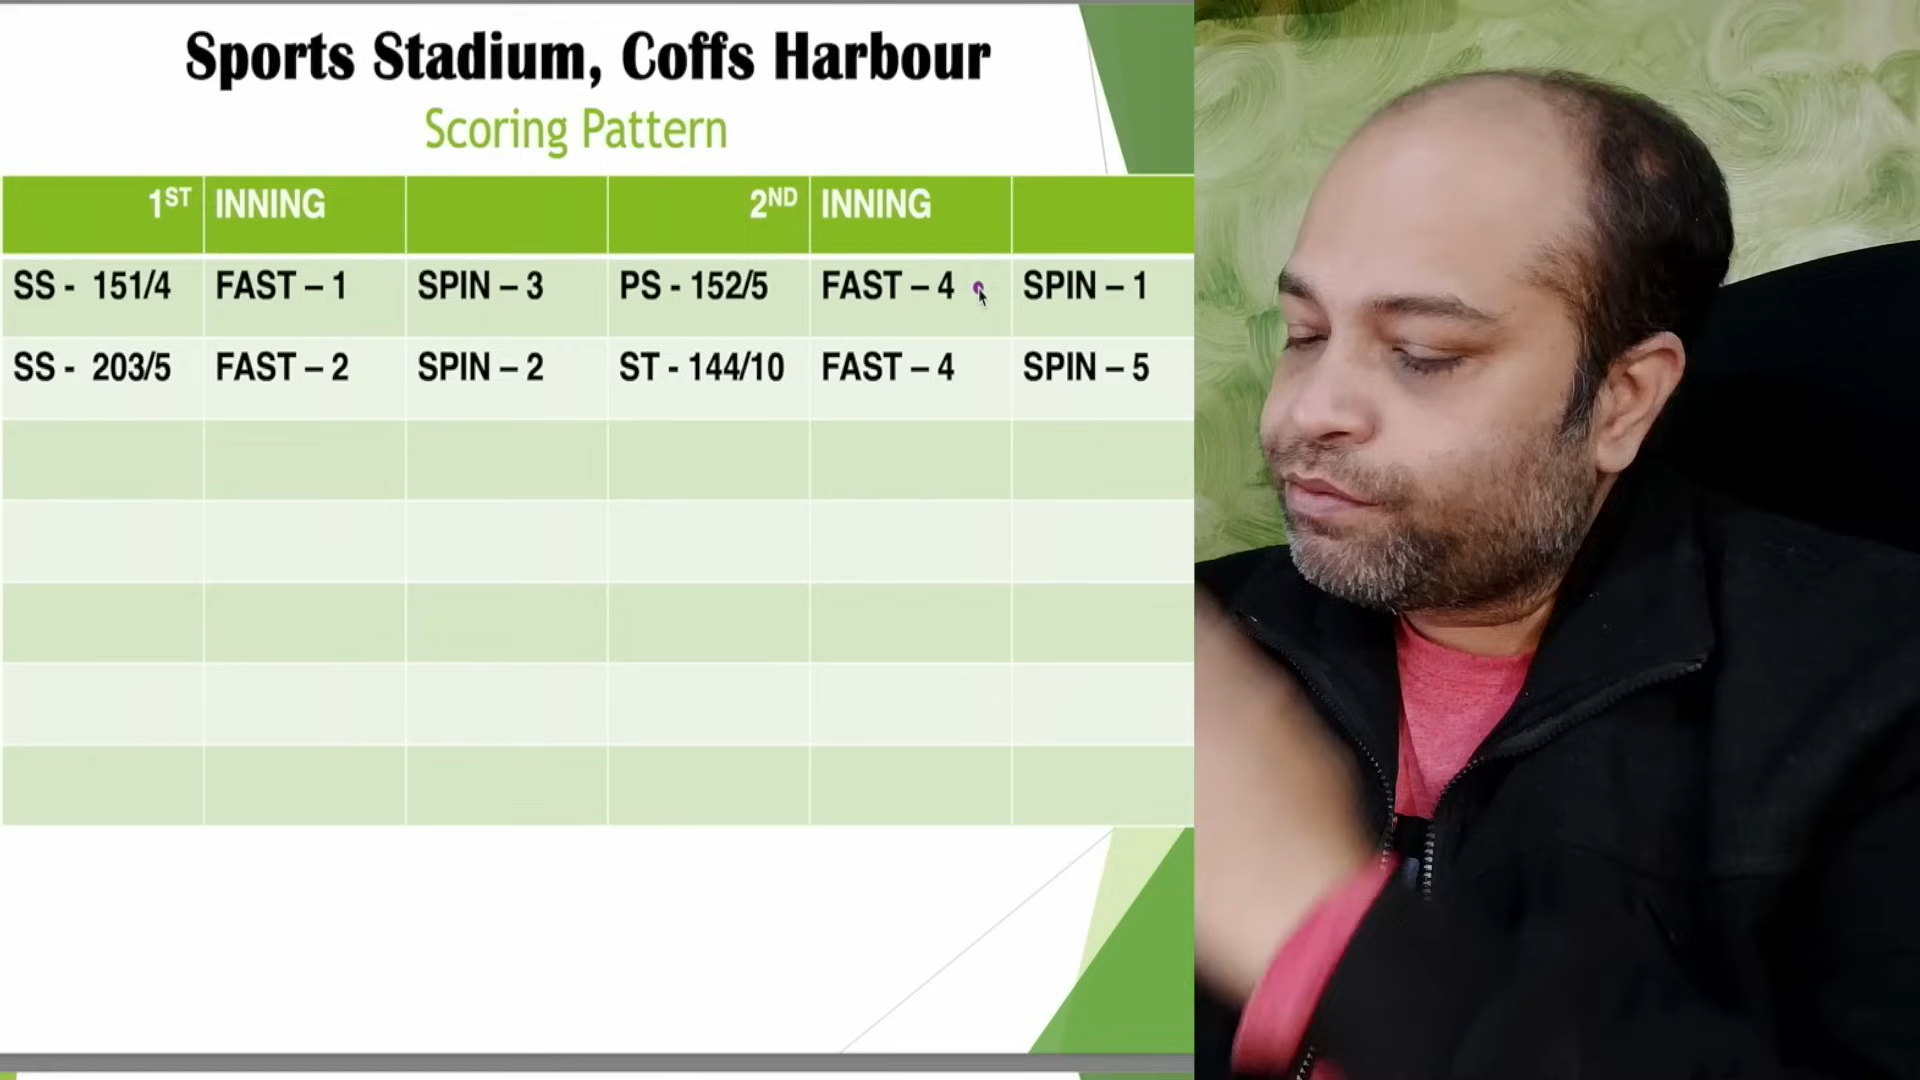 Sports Stadium, Coffs Harbour
Scoring Pattern
1ST INNING 2ND INNING
SS - 151/4 FAST – 1 SPIN – 3 PS - 152/5 FAST – 4 SPIN – 1
SS - 203/5 FAST – 2 SPIN – 2 ST - 144/10 FAST – 4 SPIN – 5